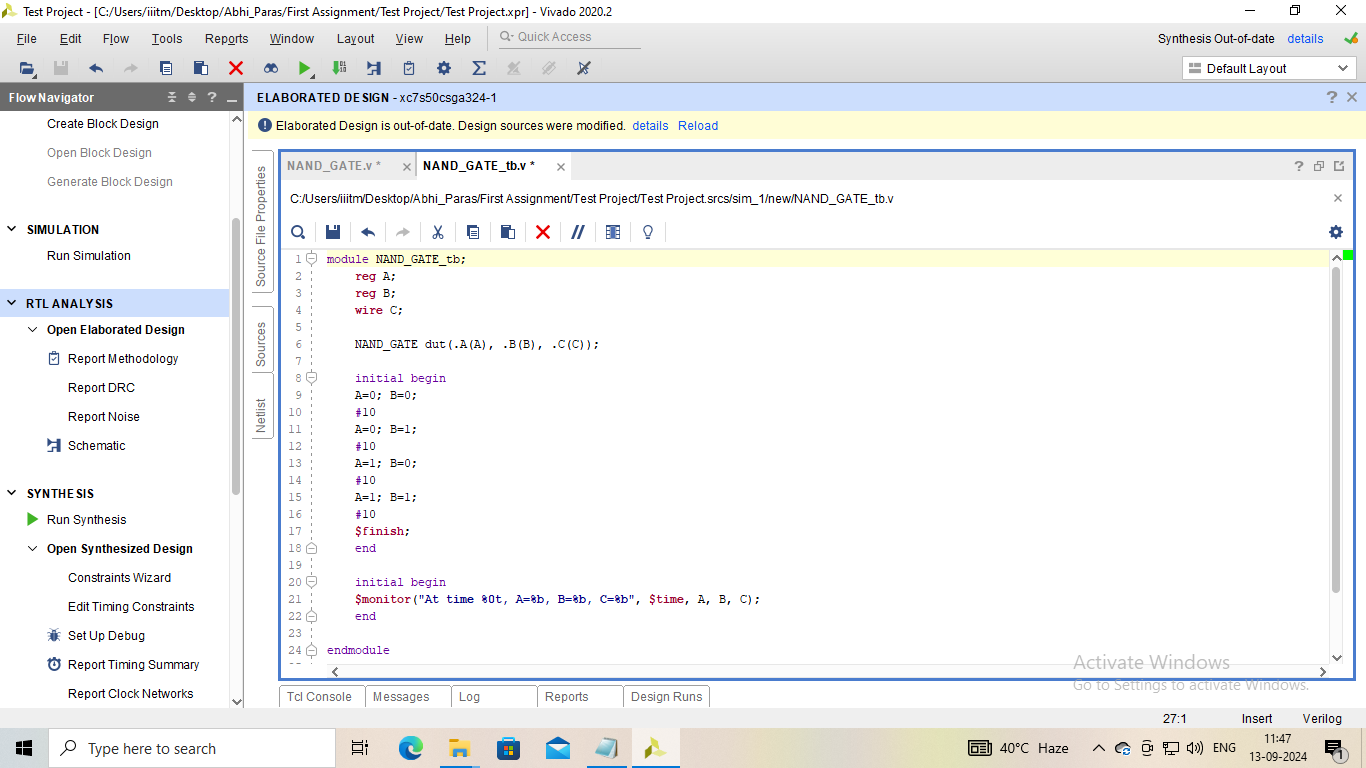 Test Project - [C:/Users/iiitm/Desktop/Abhi_Paras/First Assignment/Test Project/Test Project.xpr] - Vivado 2020.2
File Edit Flow Tools Reports Window Layout View Help Quick Access
Synthesis Out-of-date details
Default Layout
Flow Navigator
ELABORATED DESIGN - xc7s50csga324-1
Elaborated Design is out-of-date. Design sources were modified. details Reload
Create Block Design
Open Block Design
Generate Block Design
SIMULATION
Run Simulation
RTL ANALYSIS
Open Elaborated Design
Report Methodology
Report DRC
Report Noise
Schematic
SYNTHESIS
Run Synthesis
Open Synthesized Design
Constraints Wizard
Edit Timing Constraints
Set Up Debug
Report Timing Summary
Report Clock Networks
Source File Properties
Sources
Netlist
NAND_GATE.v * NAND_GATE_tb.v *
C:/Users/iiitm/Desktop/Abhi_Paras/First Assignment/Test Project/Test Project.srcs/sim_1/new/NAND_GATE_tb.v
1 module NAND_GATE_tb;
2 reg A;
3 reg B;
4 wire C;
5
6 NAND_GATE dut(.A(A), .B(B), .C(C));
7
8 initial begin
9 A=0; B=0;
10 #10
11 A=0; B=1;
12 #10
13 A=1; B=0;
14 #10
15 A=1; B=1;
16 #10
17 $finish;
18 end
19
20 initial begin
21 $monitor("At time %0t, A=%b, B=%b, C=%b", $time, A, B, C);
22 end
23
24 endmodule
Activate Windows
Go to Settings to activate Windows.
Tcl Console Messages Log Reports Design Runs
27:1 Insert Verilog
Type here to search
40°C Haze
ENG
11:47
13-09-2024
1